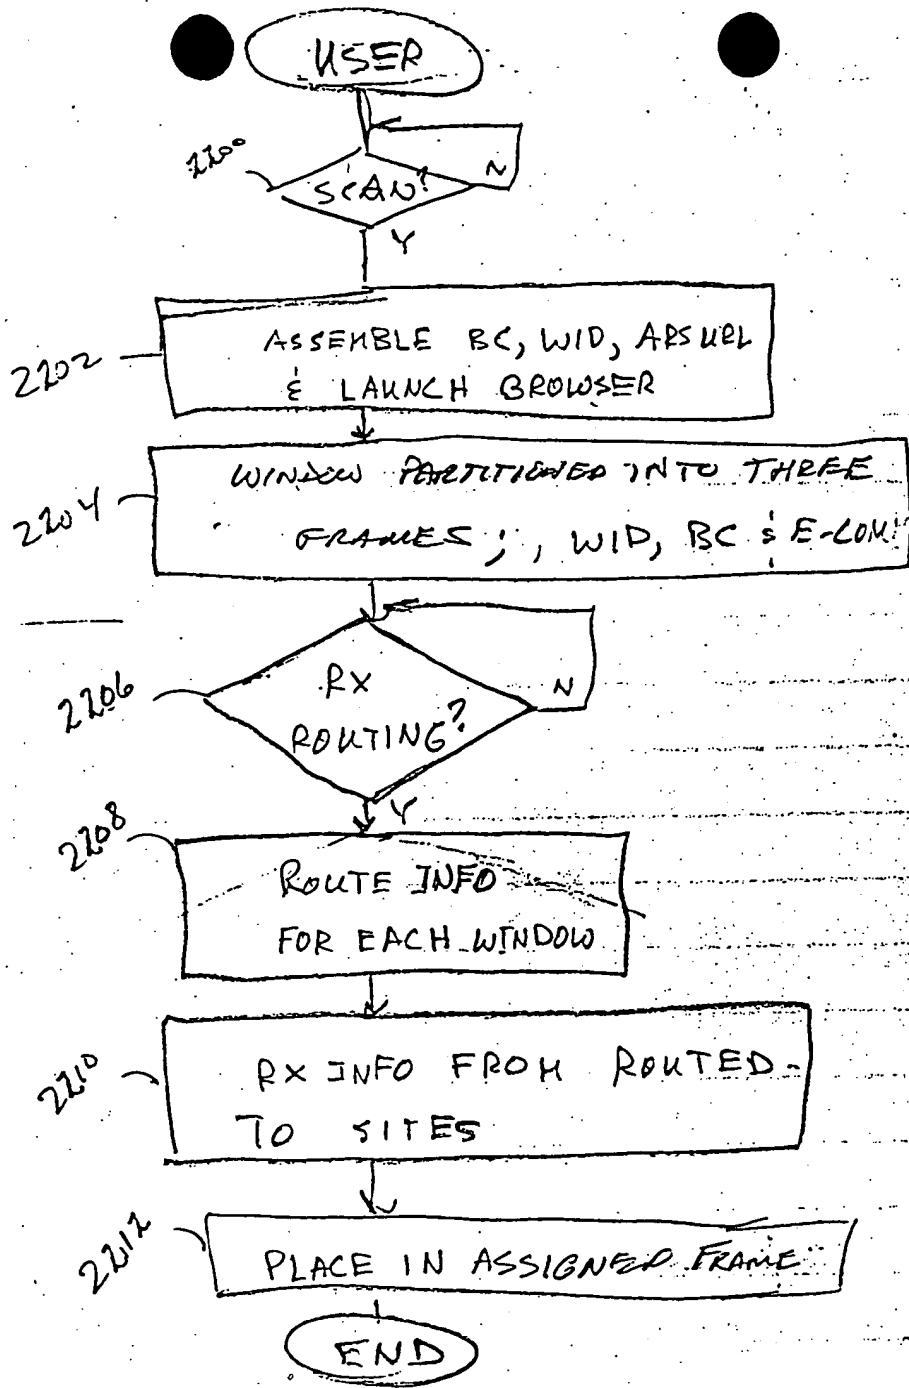 USER
2200
SCAN?
N
Y
2202
ASSEMBLE BC, WID, ARS URL
& LAUNCH BROWSER
2204
WINDOW PARTITIONED INTO THREE
FRAMES ; , WID, BC & E-COM.
2206
RX
ROUTING?
N
Y
2208
ROUTE INFO
FOR EACH WINDOW
2210
RX INFO FROM ROUTED-
TO SITES
2212
PLACE IN ASSIGNED FRAME
END